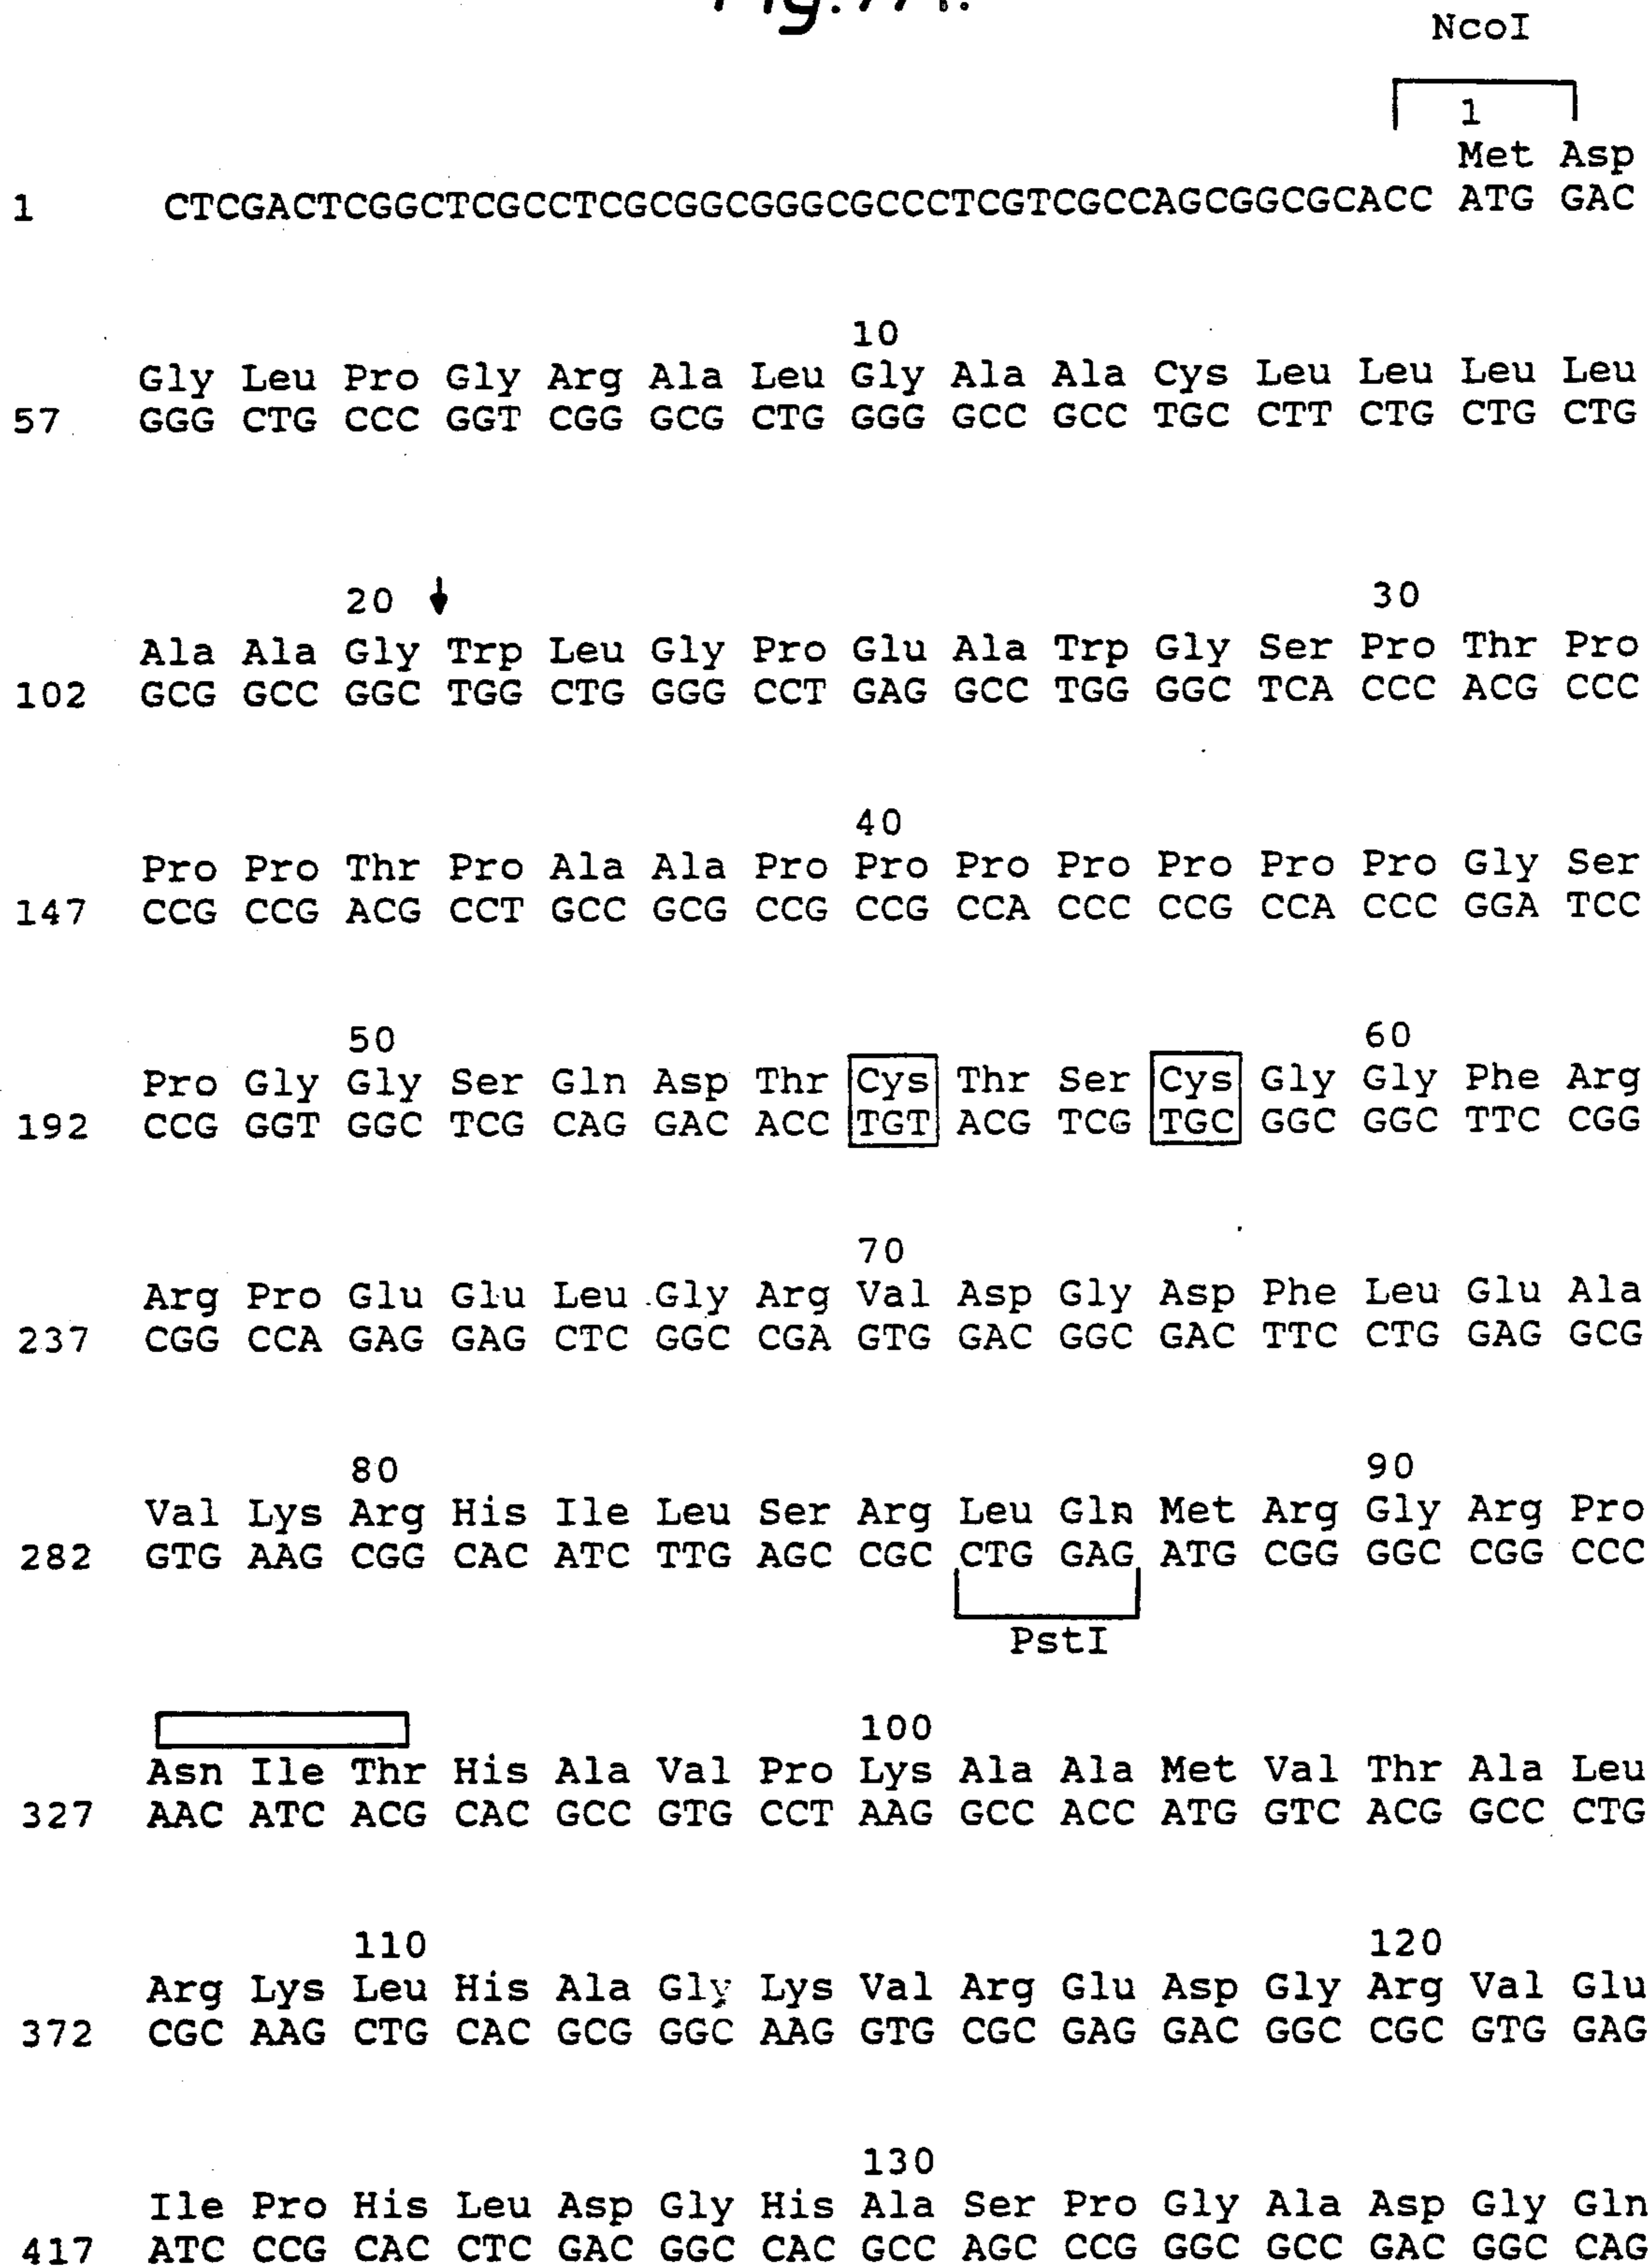 Fig. 17A.
NcoI
1
Met Asp
1 CTCGACTCGGCTCGCCTCGCGGCGGGCGCCCTCGTCGCCAGCGGCGCACC ATG GAC
10
Gly Leu Pro Gly Arg Ala Leu Gly Ala Ala Cys Leu Leu Leu Leu
57 GGG CTG CCC GGT CGG GCG CTG GGG GCC GCC TGC CTT CTG CTG CTG
20 ↓ 30
Ala Ala Gly Trp Leu Gly Pro Glu Ala Trp Gly Ser Pro Thr Pro
102 GCG GCC GGC TGG CTG GGG CCT GAG GCC TGG GGC TCA CCC ACG CCC
40
Pro Pro Thr Pro Ala Ala Pro Pro Pro Pro Pro Pro Pro Gly Ser
147 CCG CCG ACG CCT GCC GCG CCG CCG CCA CCC CCG CCA CCC GGA TCC
50 60
Pro Gly Gly Ser Gln Asp Thr Cys Thr Ser Cys Gly Gly Phe Arg
192 CCG GGT GGC TCG CAG GAC ACC TGT ACG TCG TGC GGC GGC TTC CGG
70
Arg Pro Glu Glu Leu Gly Arg Val Asp Gly Asp Phe Leu Glu Ala
237 CGG CCA GAG GAG CTC GGC CGA GTG GAC GGC GAC TTC CTG GAG GCG
80 90
Val Lys Arg His Ile Leu Ser Arg Leu Gln Met Arg Gly Arg Pro
282 GTG AAG CGG CAC ATC TTG AGC CGC CTG GAG ATG CGG GGC CGG CCC
PstI
100
Asn Ile Thr His Ala Val Pro Lys Ala Ala Met Val Thr Ala Leu
327 AAC ATC ACG CAC GCC GTG CCT AAG GCC ACC ATG GTC ACG GCC CTG
110 120
Arg Lys Leu His Ala Gly Lys Val Arg Glu Asp Gly Arg Val Glu
372 CGC AAG CTG CAC GCG GGC AAG GTG CGC GAG GAC GGC CGC GTG GAG
130
Ile Pro His Leu Asp Gly His Ala Ser Pro Gly Ala Asp Gly Gln
417 ATC CCG CAC CTC GAC GGC CAC GCC AGC CCG GGC GCC GAC GGC CAG